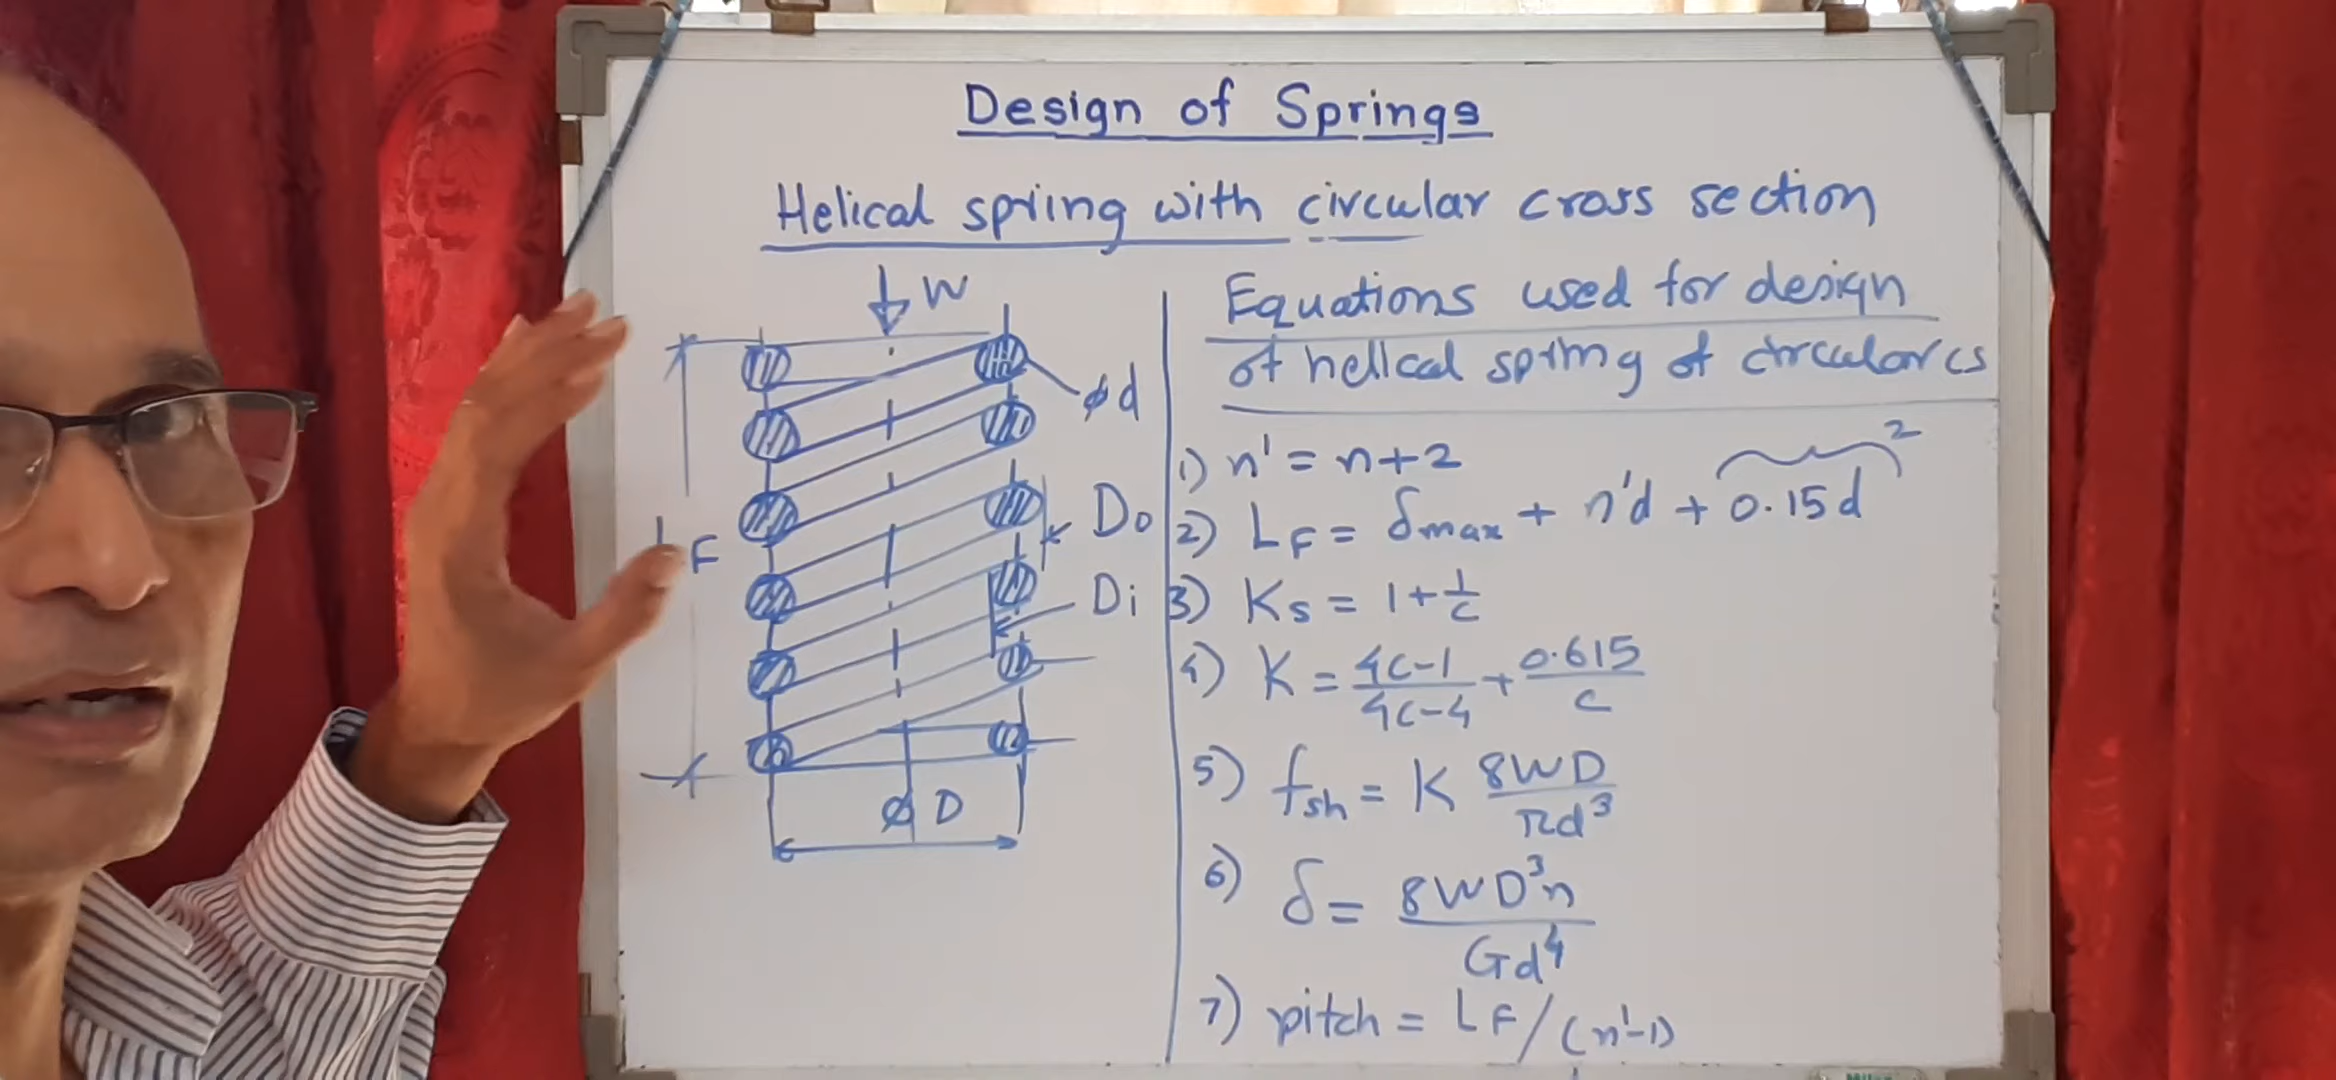 Design of Springs
Helical spring with circular cross section
W
φd
LF
Do
Di
φ D
Equations used for design
of helical spring of circular cs
1) n' = n+2
2) LF = δmax + n'd + 0.15d
2
3) Ks = 1 + 1/c
4) K = 4c-1/4c-4 + 0.615/c
5) fsh = K 8WD/πd³
6) δ = 8WD³n/Gd⁴
7) pitch = LF/(n'-1)